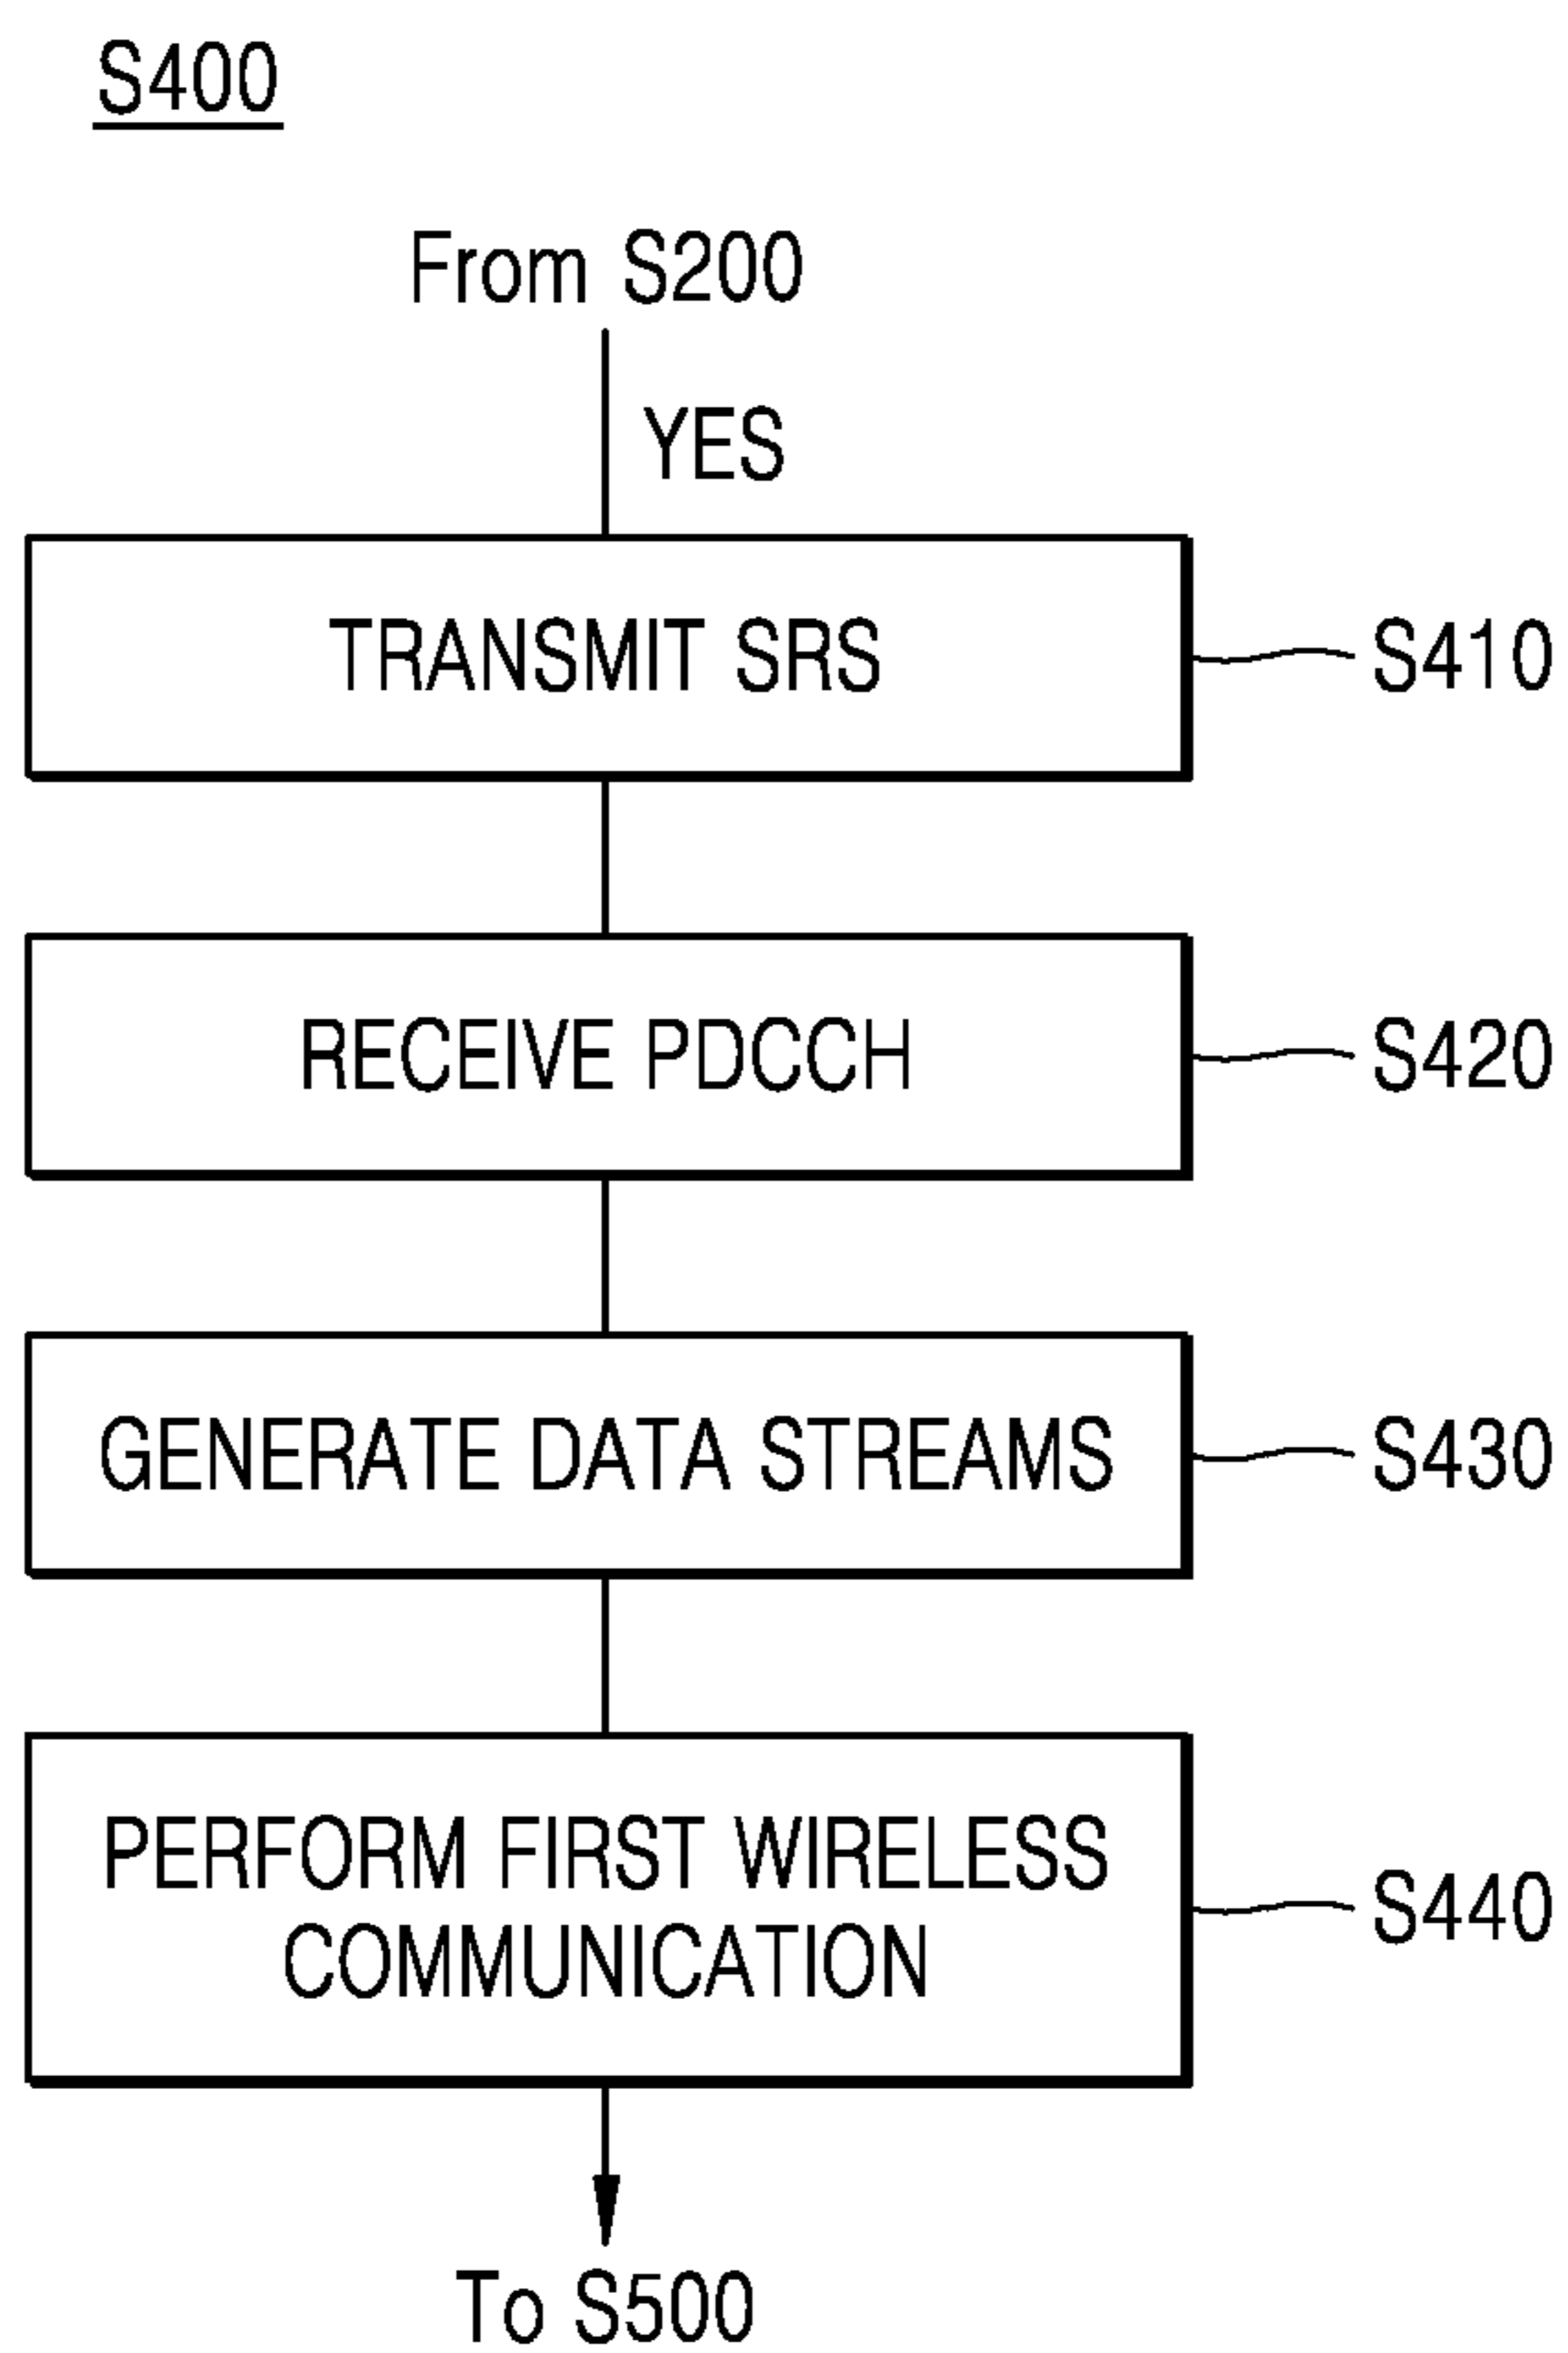 S400
From S200
YES
TRANSMIT SRS
S410
RECEIVE PDCCH
S420
GENERATE DATA STREAMS
S430
PERFORM FIRST WIRELESS
COMMUNICATION
S440
To S500